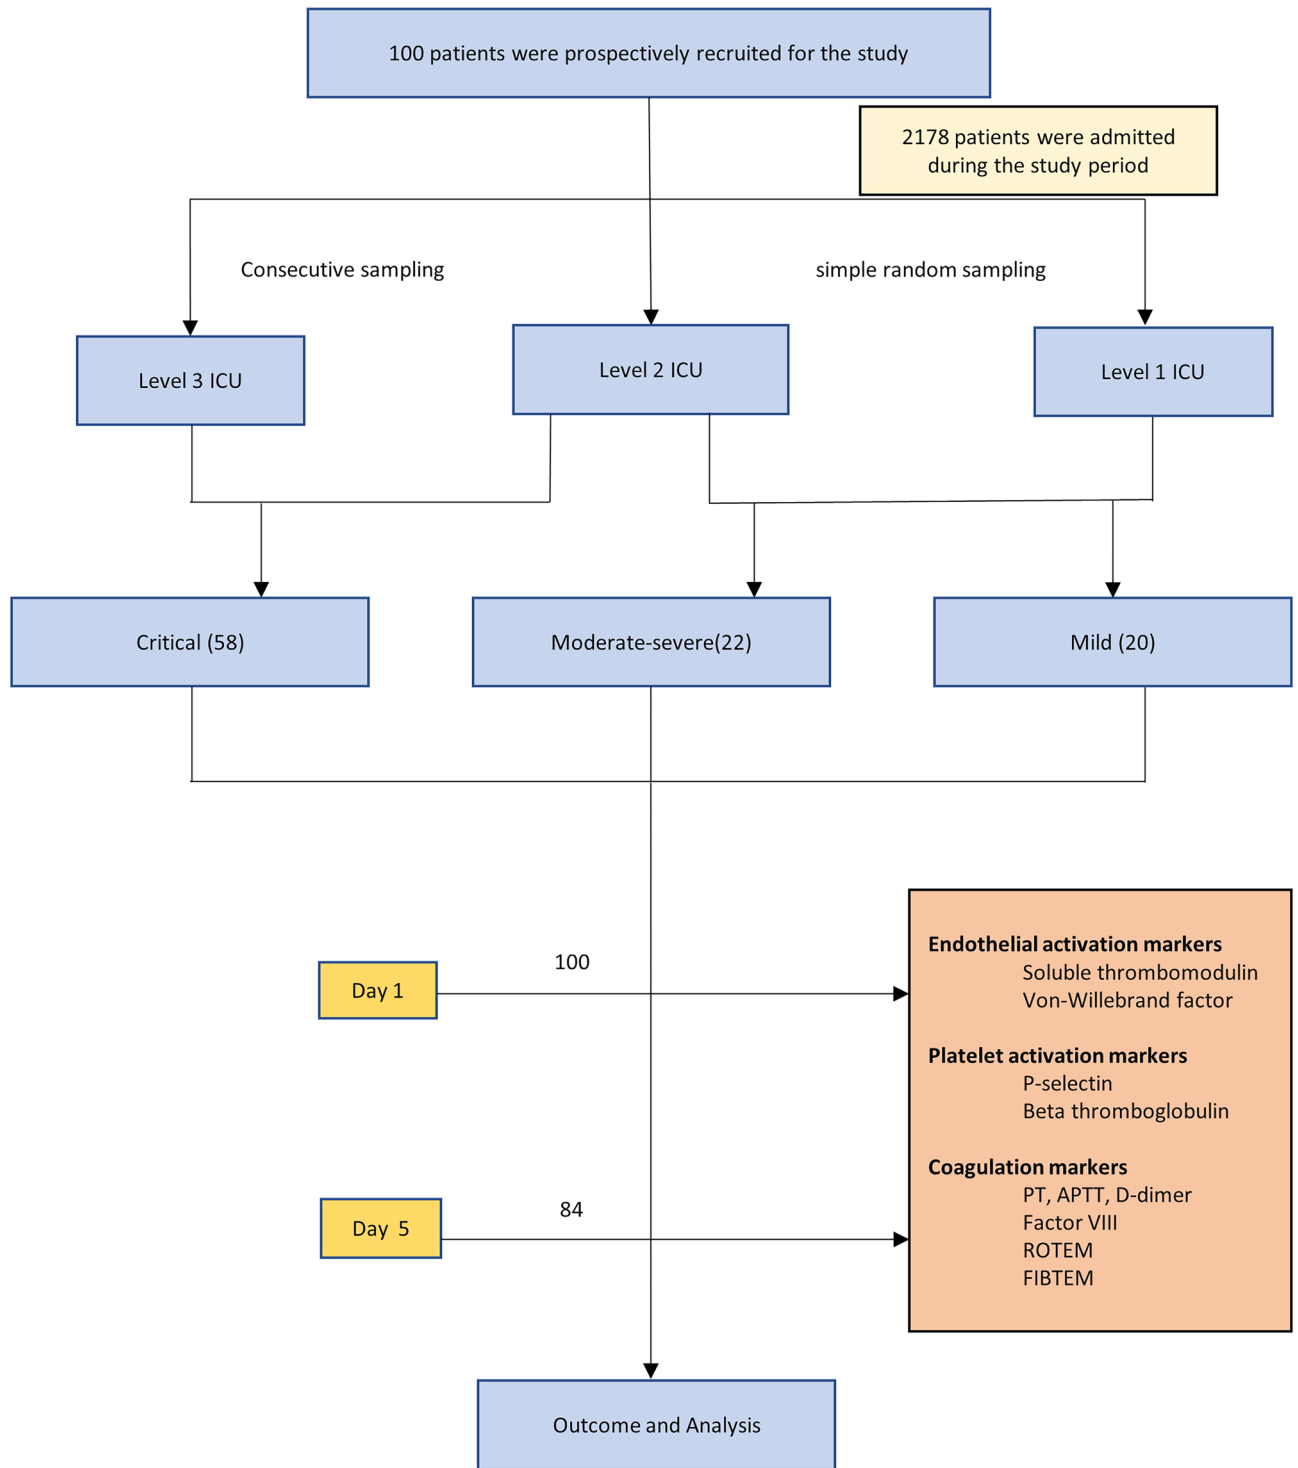 100 patients were prospectively recruited for the study
2178 patients were admitted
during the study period
Consecutive sampling
simple random sampling
Level 3 ICU
Level 2 ICU
Level 1 ICU
Critical (58)
Moderate-severe(22)
Mild (20)
Day 1
100
Endothelial activation markers
Soluble thrombomodulin
Von-Willebrand factor
Platelet activation markers
P-selectin
Beta thromboglobulin
Coagulation markers
PT, APTT, D-dimer
Factor VIII
ROTEM
FIBTEM
Day 5
84
Outcome and Analysis